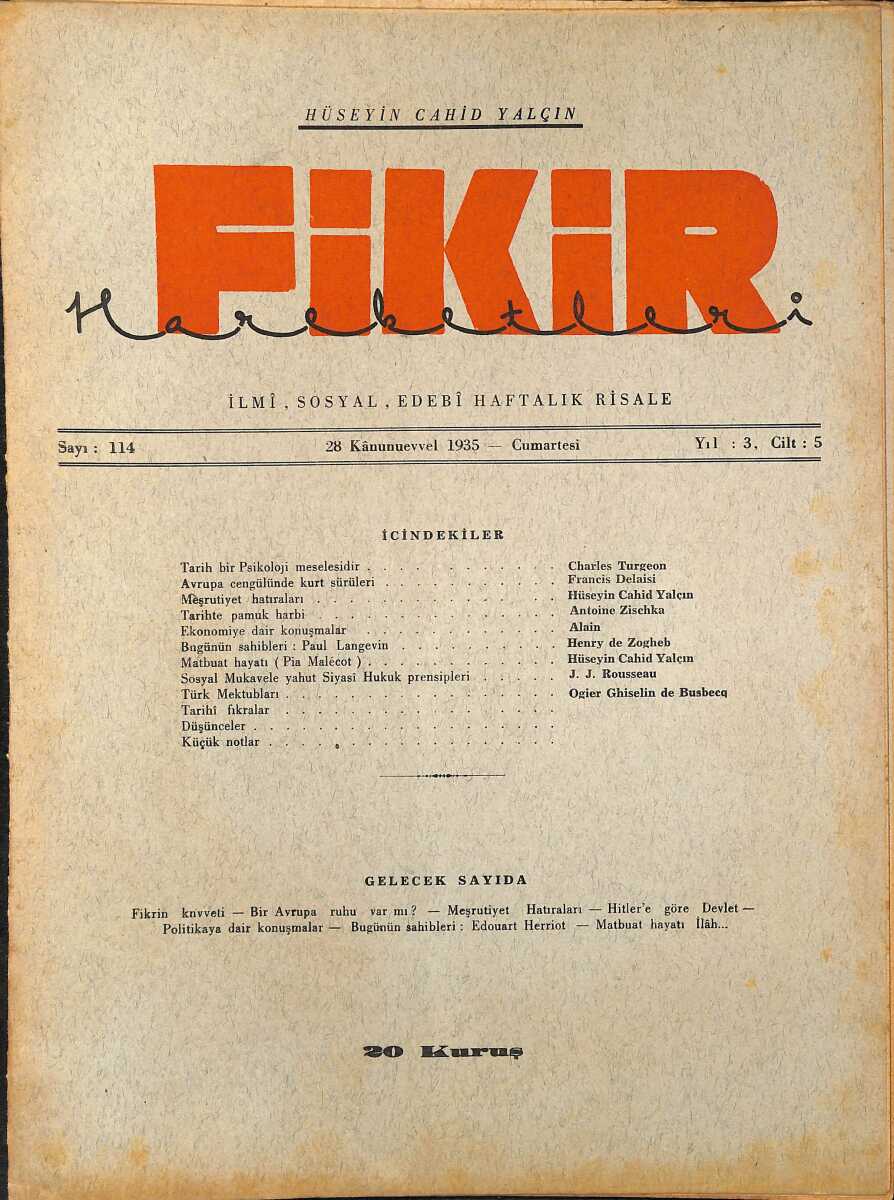 HÜSEYİN CAHİD YALÇIN
FİKİR
Hareketleri
İLMÎ , SOSYAL , EDEBÎ HAFTALIK RİSALE
Sayı : 114 28 Kânunuevvel 1935 — Cumartesi Yıl : 3, Cilt : 5
İCİNDEKİLER
Tarih bir Psikoloji meselesidir . . . . . . . . . . . Charles Turgeon
Avrupa cengülünde kurt sürüleri . . . . . . . . . . Francis Delaisi
Meşrutiyet hatıraları . . . . . . . . . . . . . . Hüseyin Cahid Yalçın
Tarihte pamuk harbi . . . . . . . . . . . . . . Antoine Zischka
Ekonomiye dair konuşmalar . . . . . . . . . . . Alain
Bugünün sahibleri : Paul Langevin . . . . . . . . . Henry de Zogheb
Matbuat hayatı ( Pia Malécot ) . . . . . . . . . . . Hüseyin Cahid Yalçın
Sosyal Mukavele yahut Siyasî Hukuk prensipleri . . . . . J. J. Rousseau
Türk Mektubları . . . . . . . . . . . . . . . . Ogier Ghiselin de Busbecq
Tarihî fıkralar . . . . . . . . . . . . . . . .
Düşünceler . . . . . . . . . . . . . . . . . .
Küçük notlar . . . . . . . . . . . . . . . . .
GELECEK SAYIDA
Fikrin knvveti — Bir Avrupa ruhu var mı ? — Meşrutiyet Hatıraları — Hitler'e göre Devlet —
Politikaya dair konuşmalar — Bugünün sahibleri : Edouart Herriot — Matbuat hayatı İlâh...
20 Kuruş